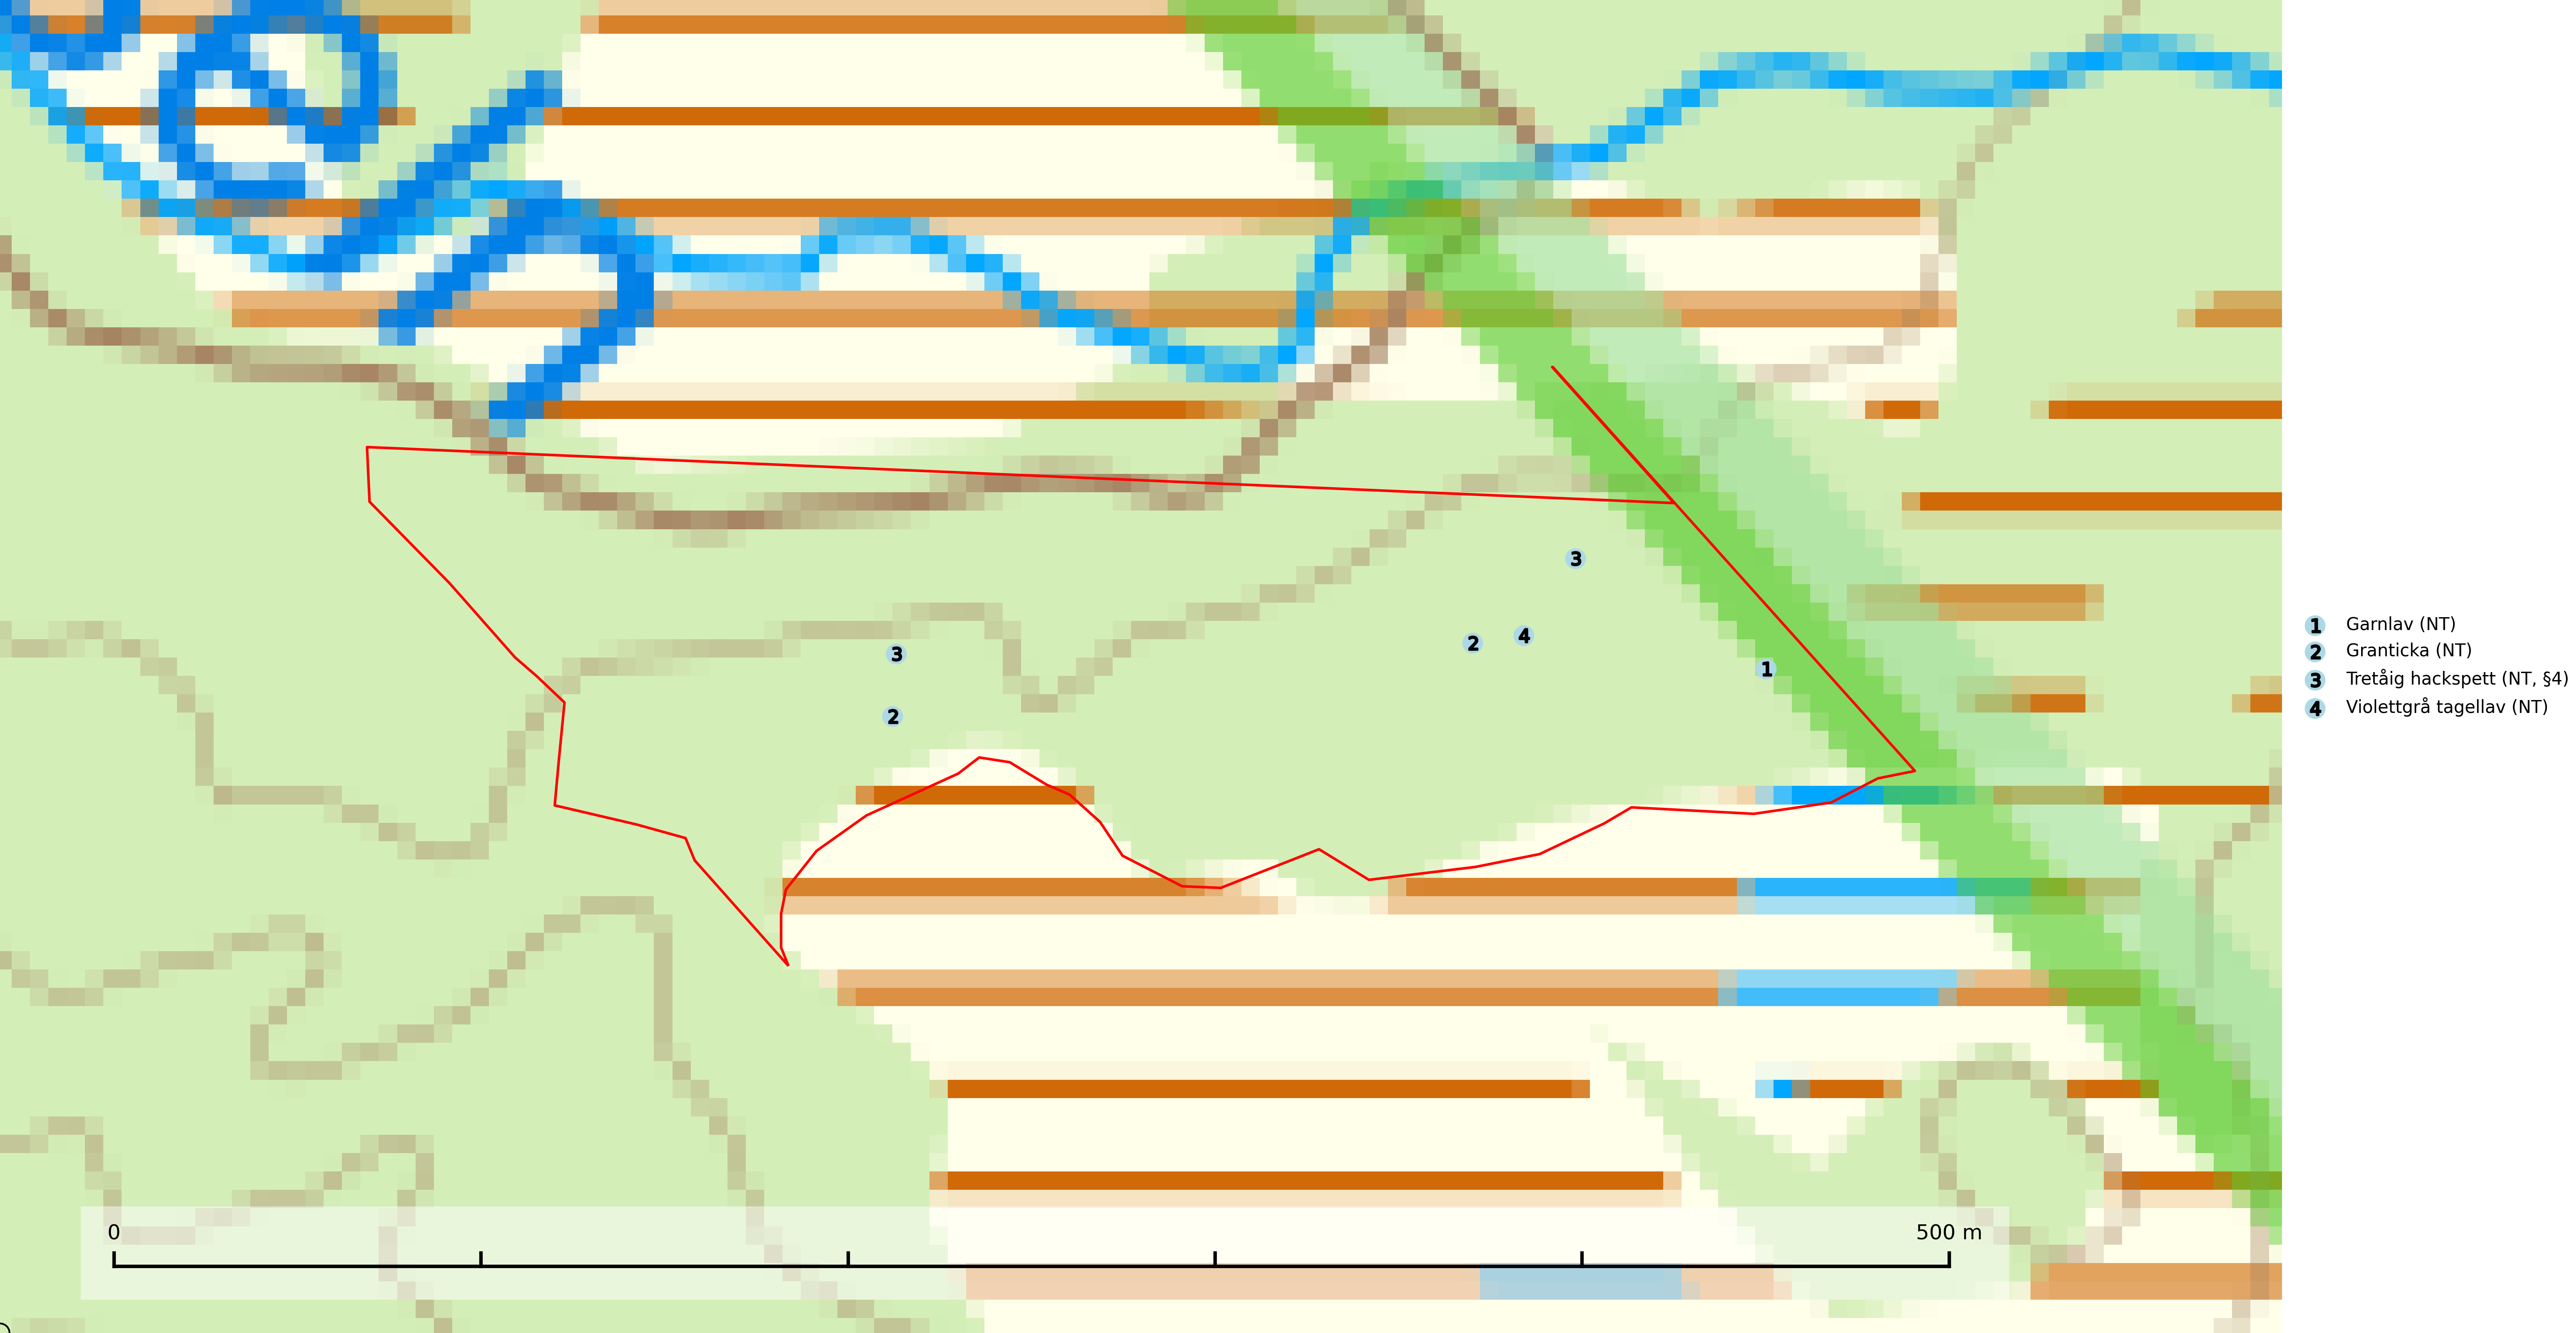 3
2
4
3
1
2
1 Garnlav (NT)
2 Granticka (NT)
3 Tretåig hackspett (NT, §4)
4 Violettgrå tagellav (NT)
0 500 m